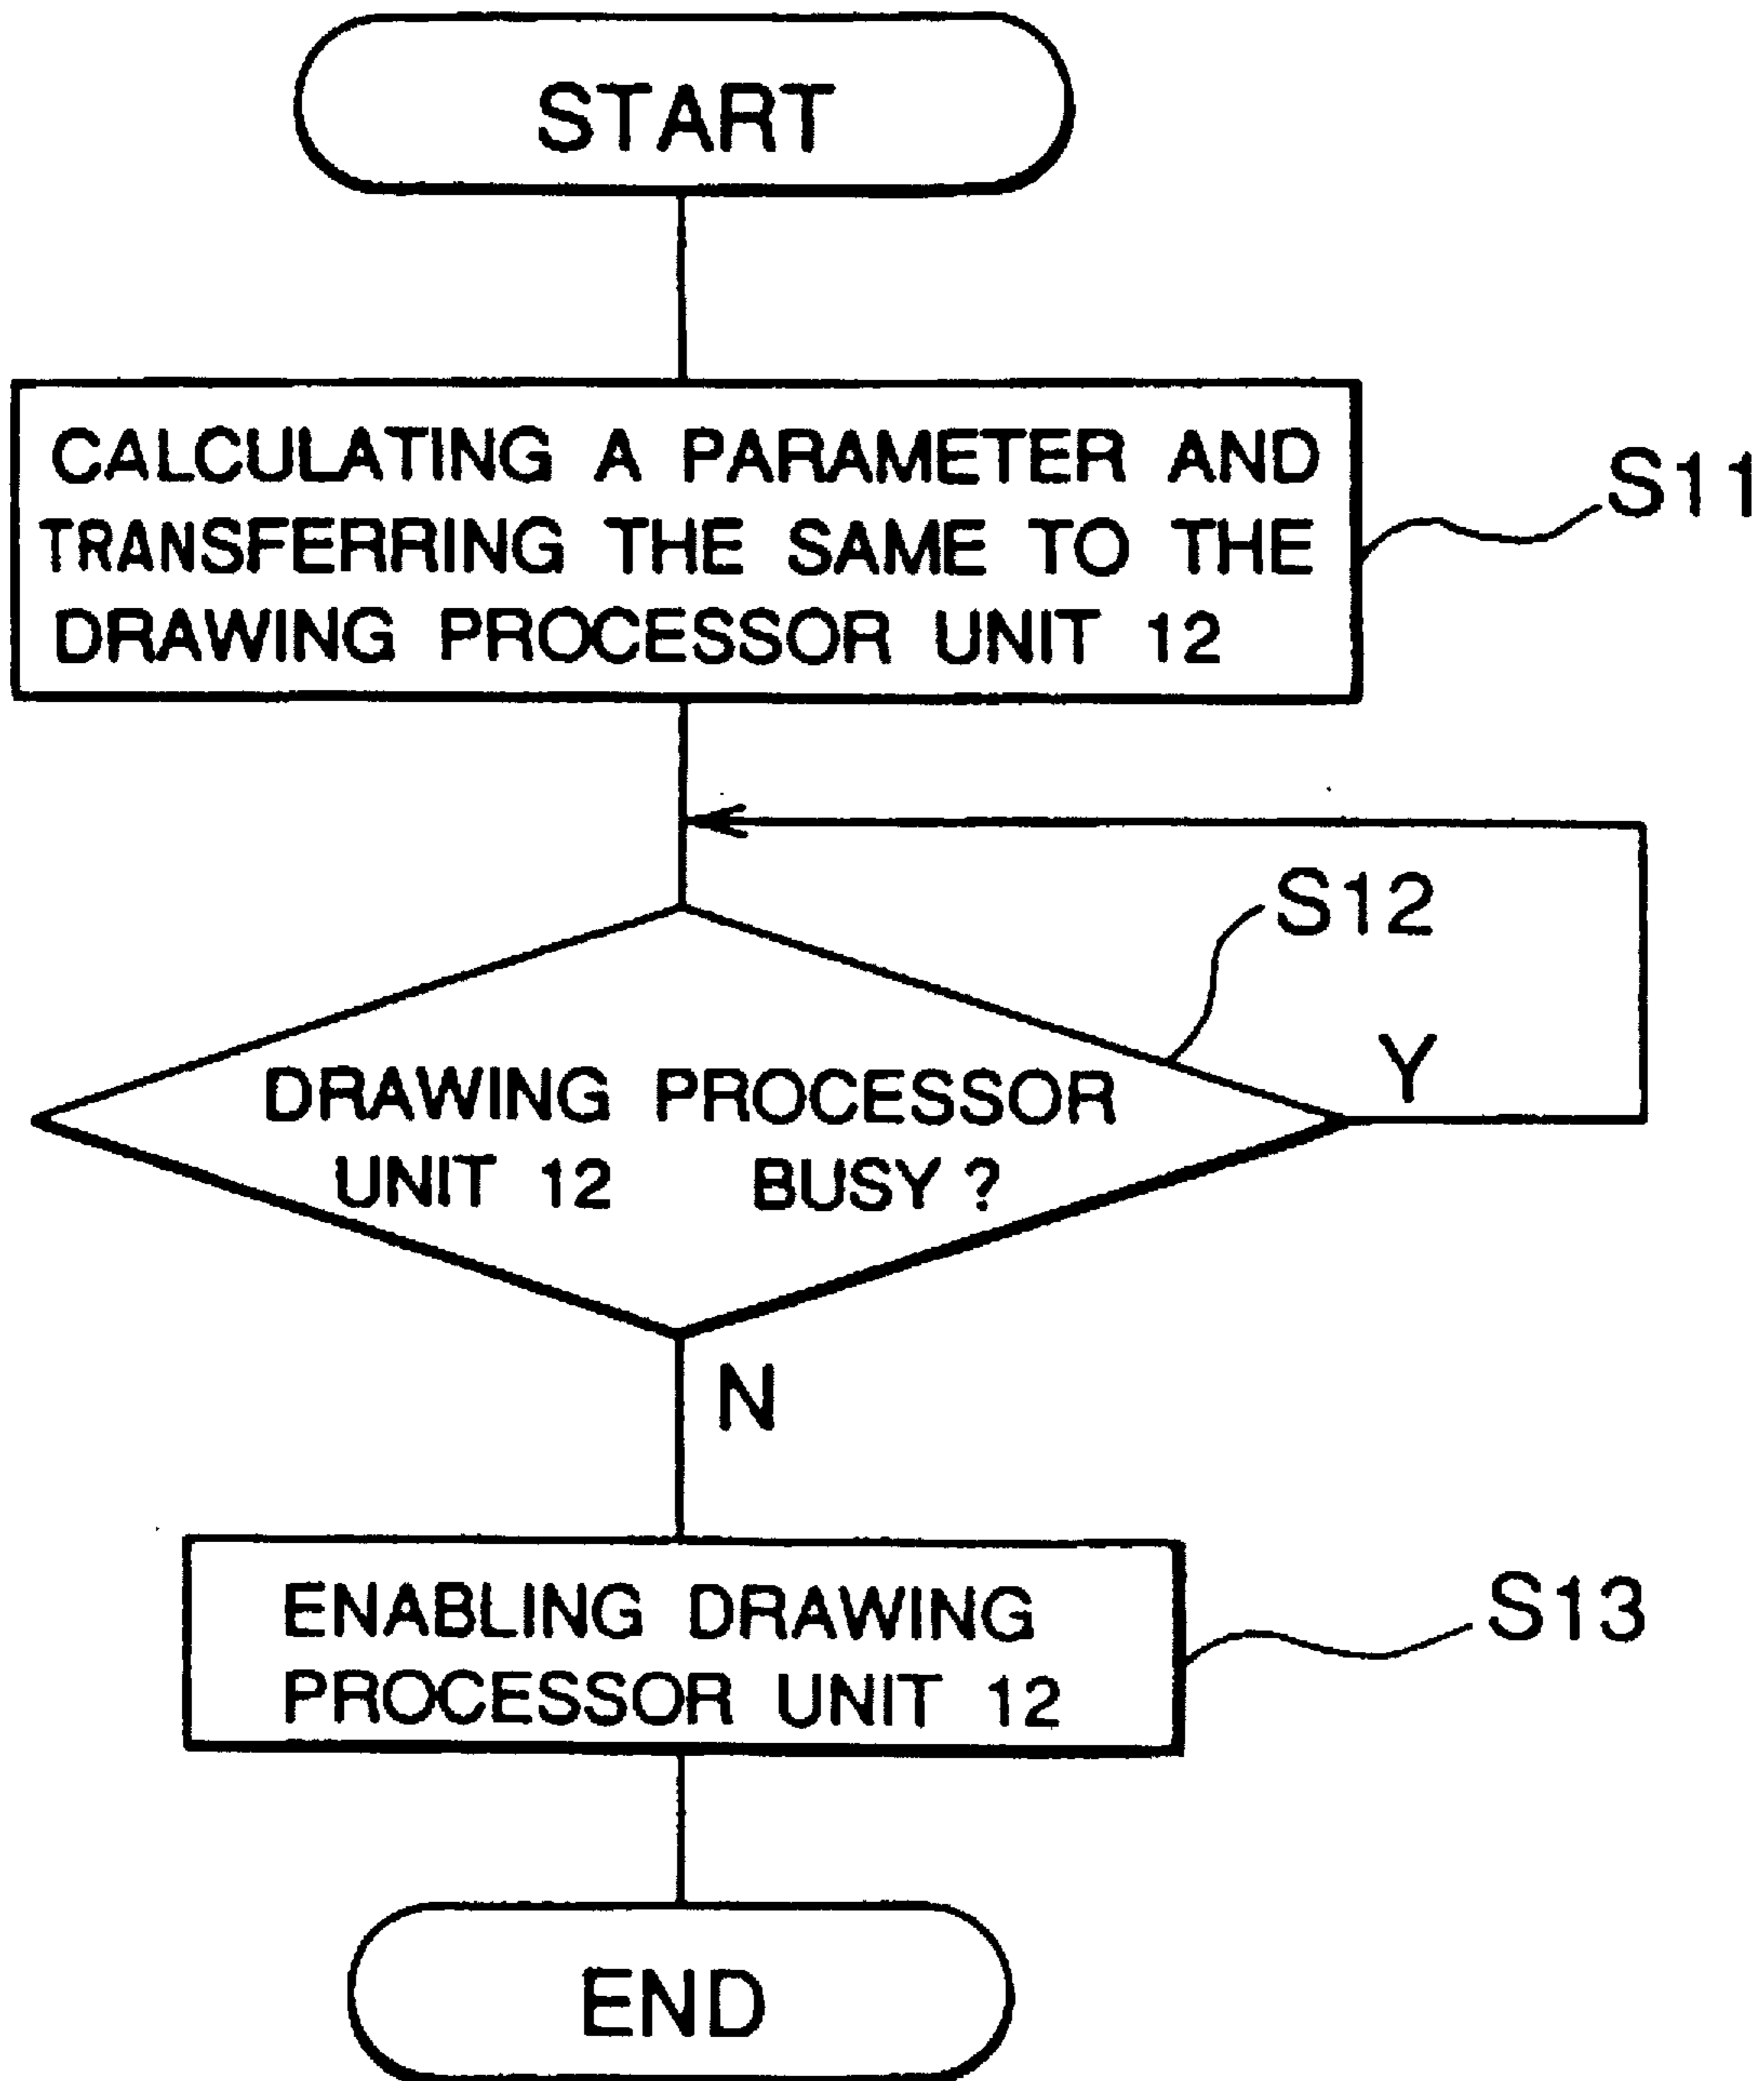 START
CALCULATING A PARAMETER AND
TRANSFERRING THE SAME TO THE
DRAWING PROCESSOR UNIT 12
S11
S12
DRAWING PROCESSOR
UNIT 12 BUSY ?
Y
N
ENABLING DRAWING
PROCESSOR UNIT 12
S13
END